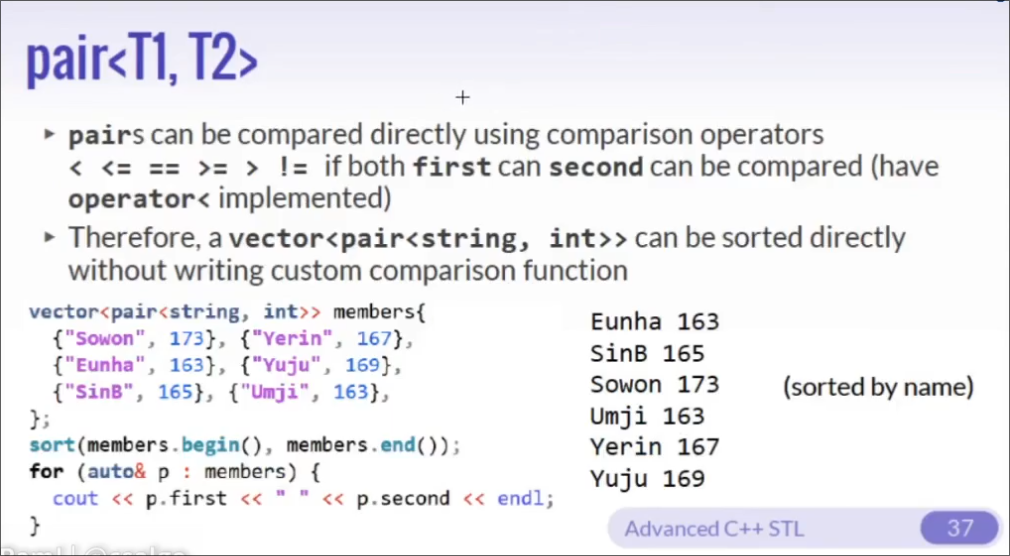 pair<T1, T2>
pairs can be compared directly using comparison operators
< <= == >= > != if both first can second can be compared (have
operator< implemented)
Therefore, a vector<pair<string, int>> can be sorted directly
without writing custom comparison function
vector<pair<string, int>> members{
{"Sowon", 173}, {"Yerin", 167},
{"Eunha", 163}, {"Yuju", 169},
{"SinB", 165}, {"Umji", 163},
};
sort(members.begin(), members.end());
for (auto& p : members) {
cout << p.first << " " << p.second << endl;
}
Eunha 163
SinB 165
Sowon 173
Umji 163
Yerin 167
Yuju 169
(sorted by name)
Advanced C++ STL
37